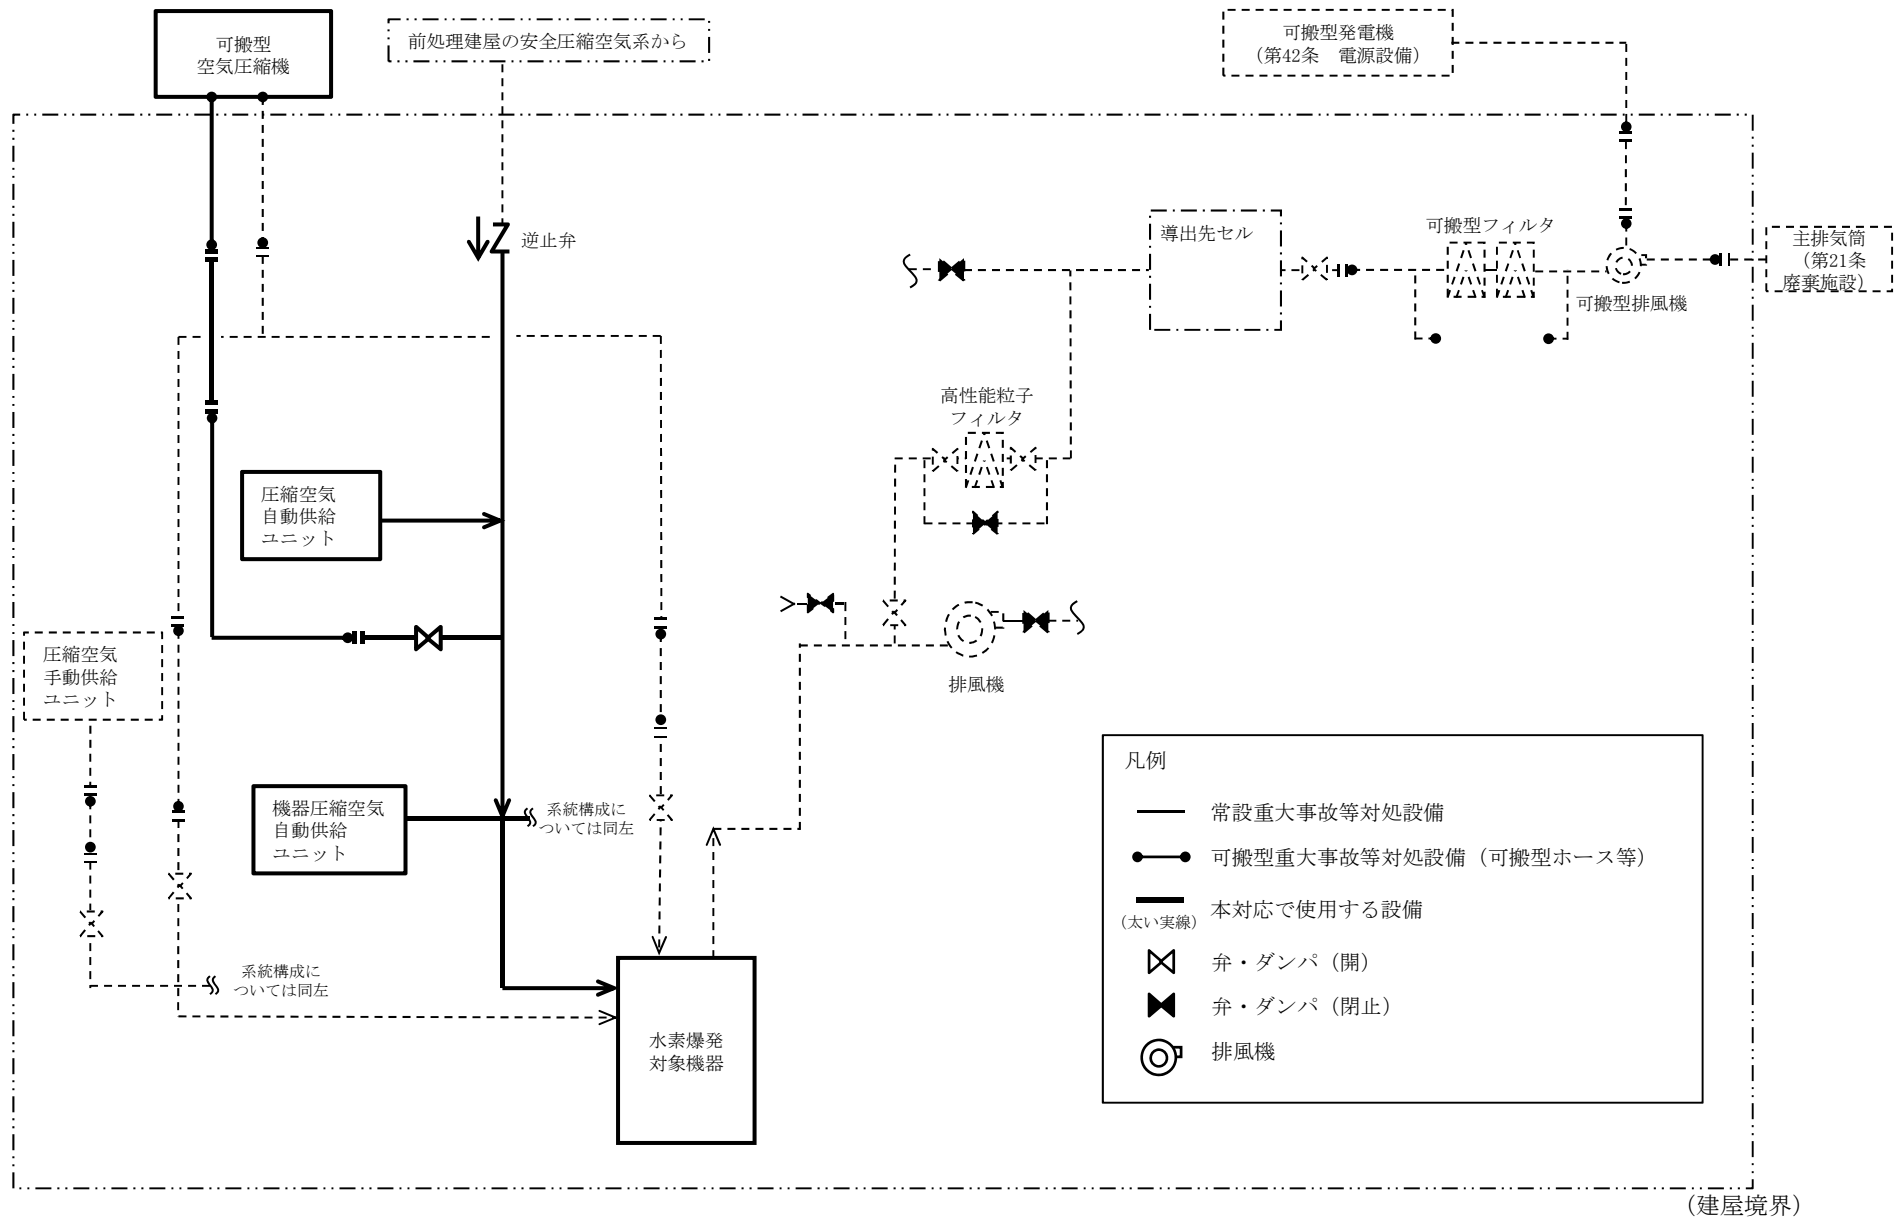 可搬型
空気圧縮機
前処理建屋の安全圧縮空気系から
可搬型発電機
（第42条　電源設備）
逆止弁
導出先セル
可搬型フィルタ
可搬型排風機
主排気筒
（第21条
廃棄施設）
高性能粒子
フィルタ
圧縮空気
自動供給
ユニット
圧縮空気
手動供給
ユニット
排風機
機器圧縮空気
自動供給
ユニット
系統構成に
ついては同左
系統構成に
ついては同左
水素爆発
対象機器
凡例
常設重大事故等対処設備
可搬型重大事故等対処設備（可搬型ホース等）
（太い実線）
本対応で使用する設備
弁・ダンパ（開）
弁・ダンパ（閉止）
排風機
（建屋境界）